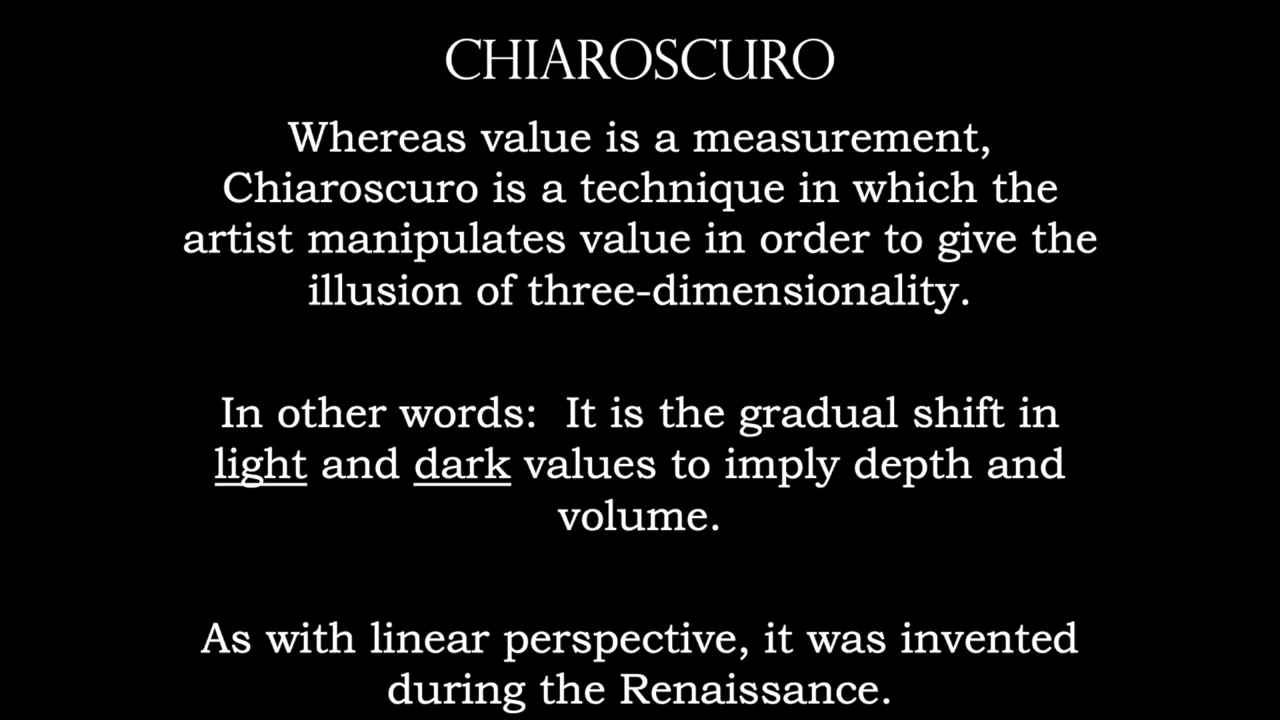 CHIAROSCURO
Whereas value is a measurement,
Chiaroscuro is a technique in which the
artist manipulates value in order to give the
illusion of three-dimensionality.
In other words:  It is the gradual shift in
light and dark values to imply depth and
volume.
As with linear perspective, it was invented
during the Renaissance.